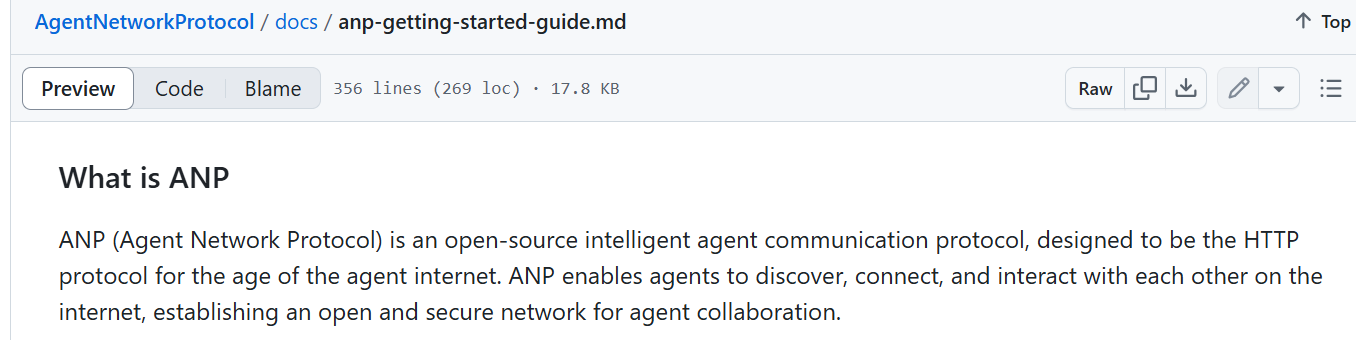 AgentNetworkProtocol / docs / anp-getting-started-guide.md
Top
Preview Code Blame 356 lines (269 loc) · 17.8 KB
Raw
What is ANP
ANP (Agent Network Protocol) is an open-source intelligent agent communication protocol, designed to be the HTTP
protocol for the age of the agent internet. ANP enables agents to discover, connect, and interact with each other on the
internet, establishing an open and secure network for agent collaboration.